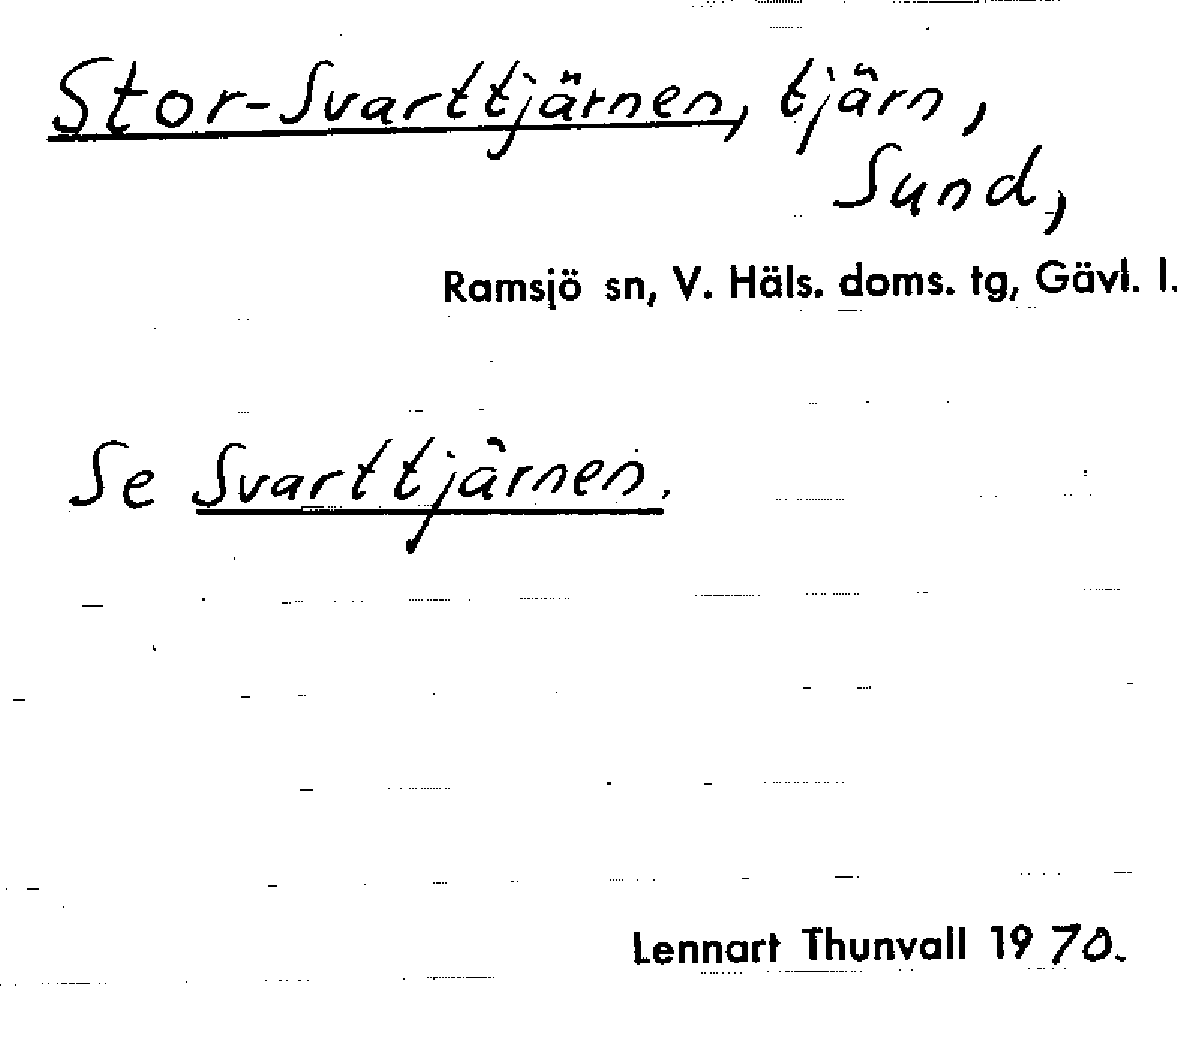 Stor-Svarttjärnen, tjärn,
Sund,
Ramsjö sn, V. Häls. doms. tg, Gävl. l.
Se Svarttjärnen.
Lennart Thunvall 1970.